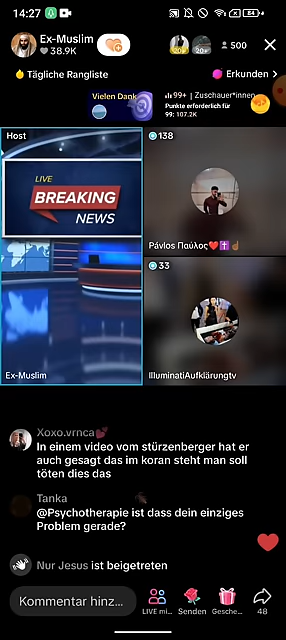 14:27
Ex-Muslim
38.9K
20+
500
Tägliche Rangliste
Erkunden
Vielen Dank
99+ | Zuschauer*innen
Punkte erforderlich für
99: 107.2K
Host
138
LIVE
BREAKING
NEWS
Pávlos Παύλος❤️✝️☝️
33
Ex-Muslim
IlluminatiAufklärungtv
Xoxo.vrnca💕
In einem video vom stürzenberger hat er
auch gesagt das im koran steht man soll
töten dies das
Tanka
@Psychotherapie ist dass dein einziges
Problem gerade?
Nur Jesus ist beigetreten
Kommentar hinz...
LIVE mi...
Senden
Gesche...
48